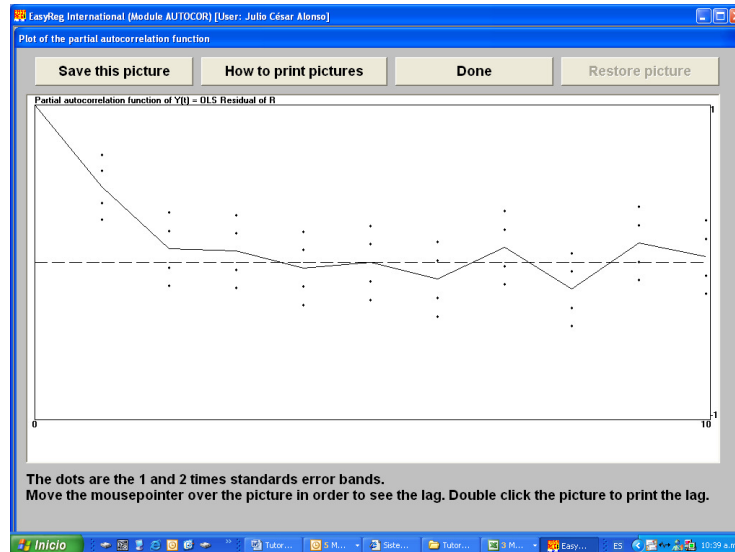 EasyReg International (Module AUTOCOR) [User: Julio César Alonso]
Plot of the partial autocorrelation function
Save this picture
How to print pictures
Done
Restore picture
Partial autocorrelation function of Y(t) = OLS Residual of R
1
-1
0
10
The dots are the 1 and 2 times standards error bands.
Move the mousepointer over the picture in order to see the lag. Double click the picture to print the lag.
Inicio
»
Tutor...
5 M...
Siste...
Tutor...
3 M...
Easy...
ES
10:39 a.m